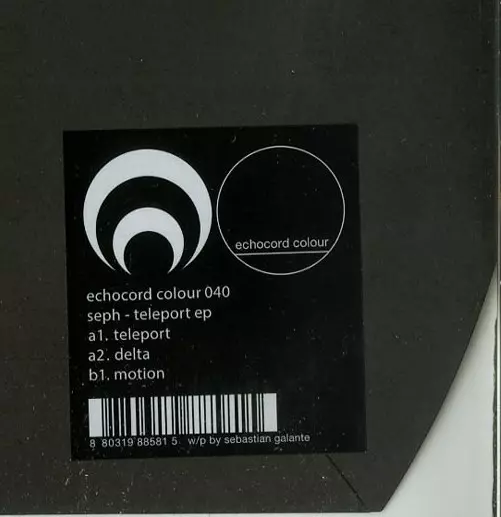 echocord colour
echocord colour 040
seph - teleport ep
a1. teleport
a2. delta
b1. motion
8 80319 88581 5 w/p by sebastian galante